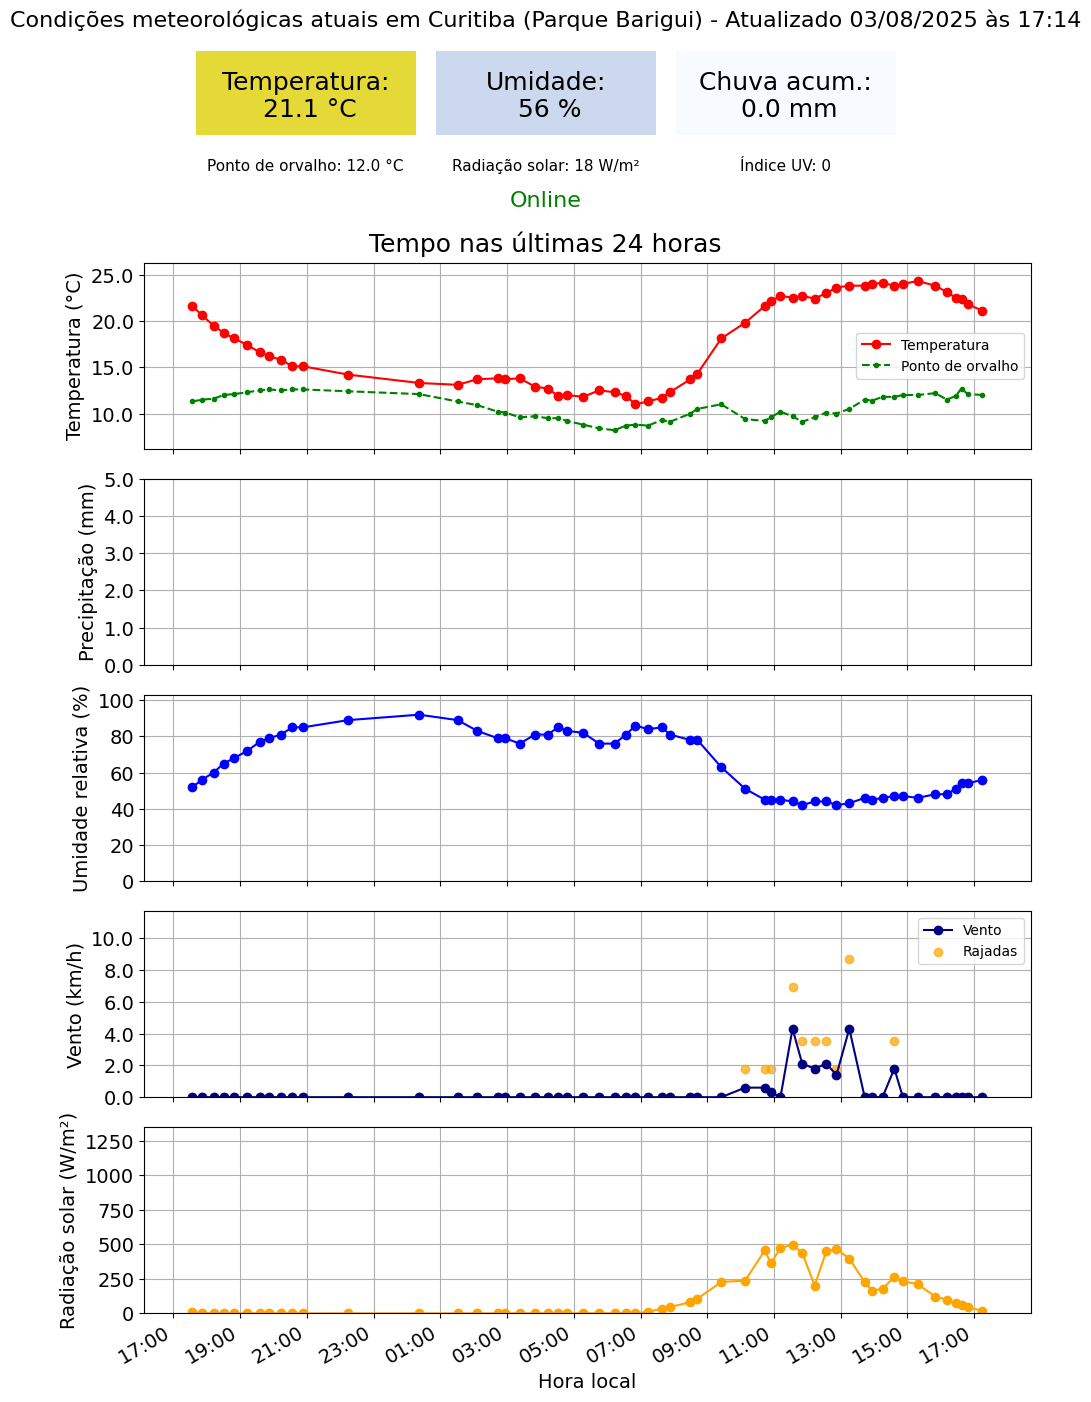 Condições meteorológicas atuais em Curitiba (Parque Barigui) - Atualizado 03/08/2025 às 17:14
Temperatura:
21.1 °C
Umidade:
56 %
Chuva acum.:
0.0 mm
Ponto de orvalho: 12.0 °C
Radiação solar: 18 W/m²
Índice UV: 0
Online
Tempo nas últimas 24 horas
Temperatura (°C)
25.0
20.0
15.0
10.0
Temperatura
Ponto de orvalho
Precipitação (mm)
5.0
4.0
3.0
2.0
1.0
0.0
Umidade relativa (%)
100
80
60
40
20
0
Vento (km/h)
10.0
8.0
6.0
4.0
2.0
0.0
Vento
Rajadas
Radiação solar (W/m²)
1250
1000
750
500
250
0
17:00
19:00
21:00
23:00
01:00
03:00
05:00
07:00
09:00
11:00
13:00
15:00
17:00
Hora local